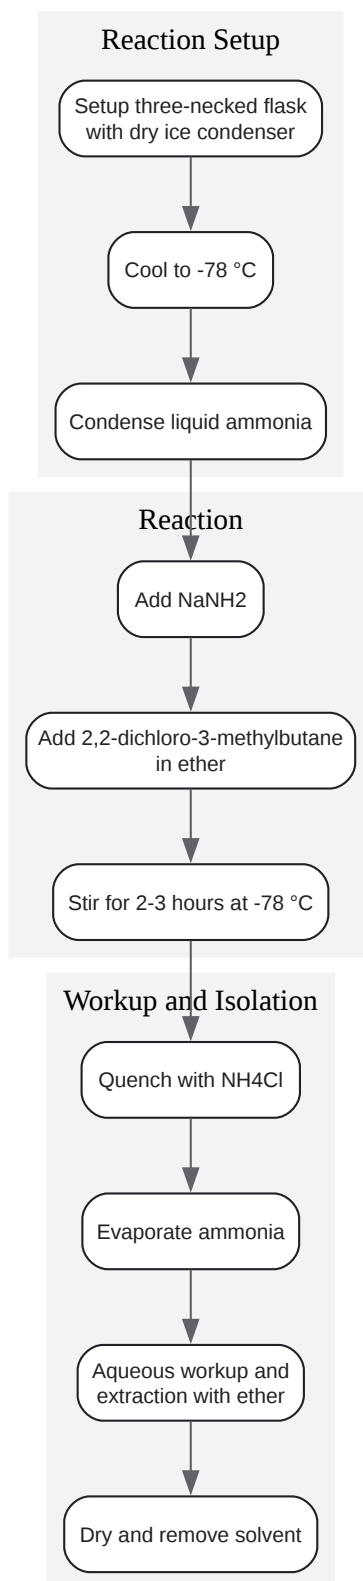 Reaction Setup
Setup three-necked flask
with dry ice condenser
Cool to -78 °C
Condense liquid ammonia
Reaction
Add NaNH2
Add 2,2-dichloro-3-methylbutane
in ether
Stir for 2-3 hours at -78 °C
Workup and Isolation
Quench with NH4Cl
Evaporate ammonia
Aqueous workup and
extraction with ether
Dry and remove solvent